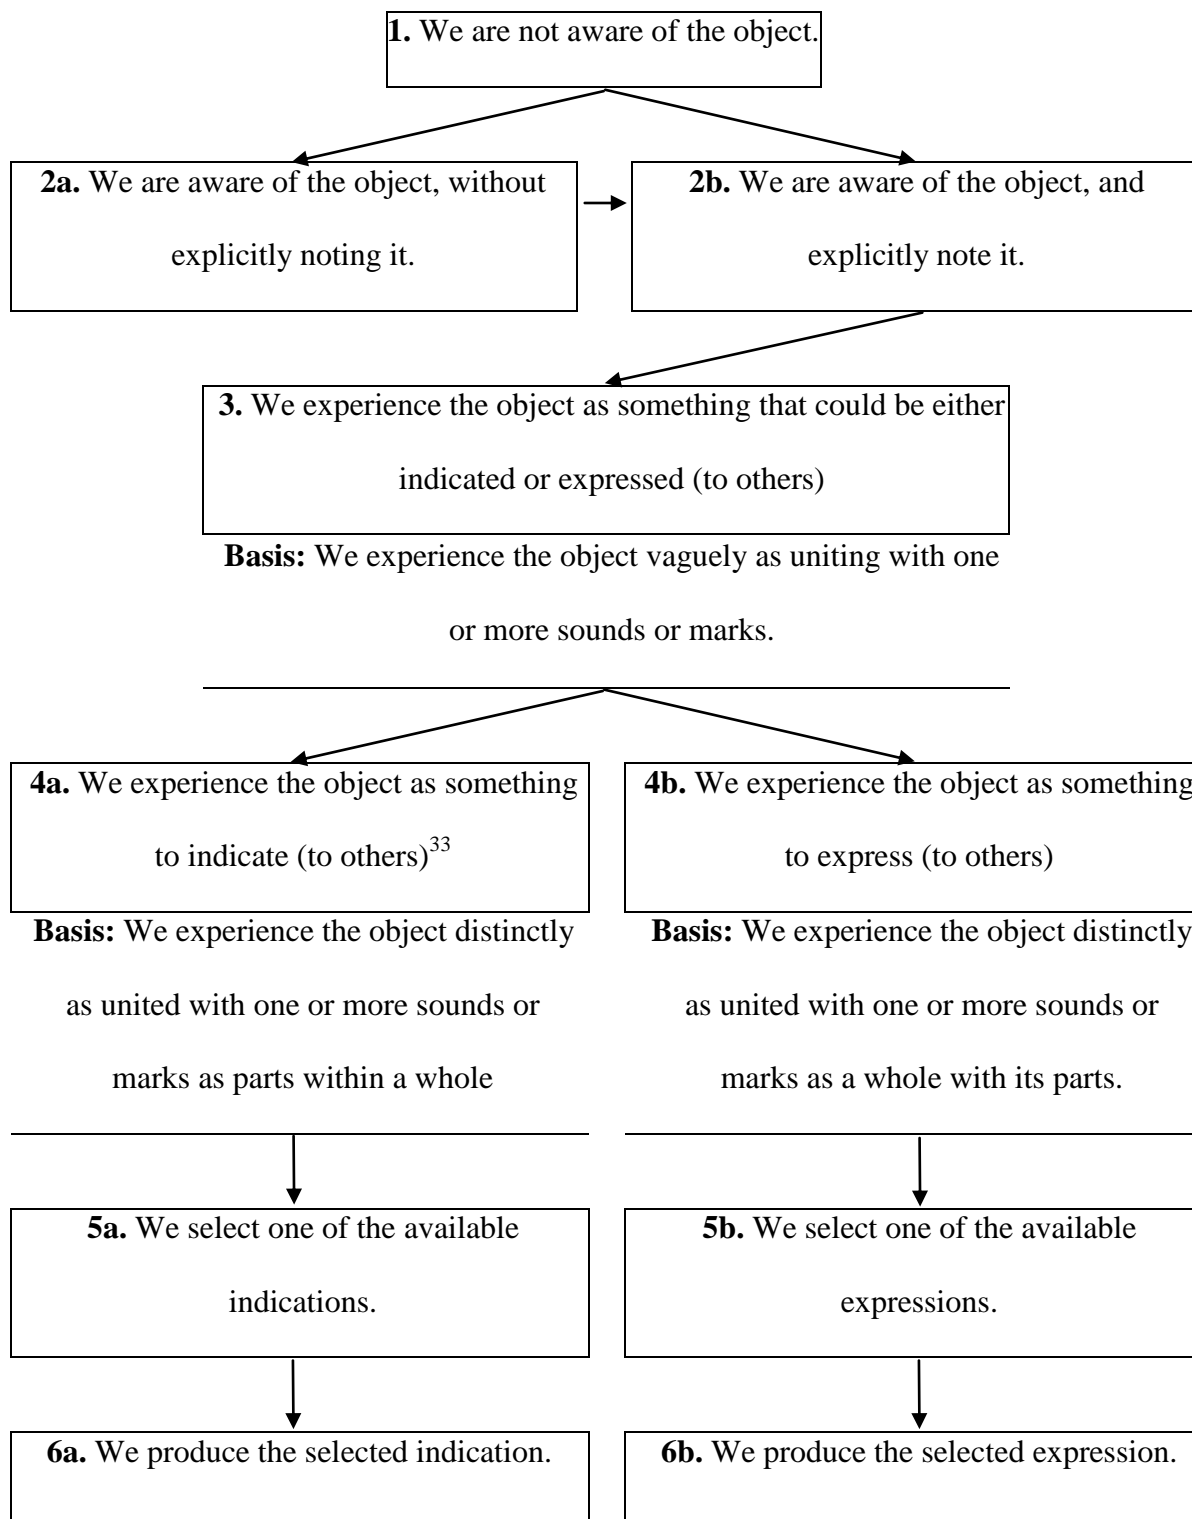 1. We are not aware of the object.
2a. We are aware of the object, without
explicitly noting it.
2b. We are aware of the object, and
explicitly note it.
3. We experience the object as something that could be either
indicated or expressed (to others)
Basis: We experience the object vaguely as uniting with one
or more sounds or marks.
4a. We experience the object as something
to indicate (to others)33
Basis: We experience the object distinctly
as united with one or more sounds or
marks as parts within a whole
4b. We experience the object as something
to express (to others)
Basis: We experience the object distinctly
as united with one or more sounds or
marks as a whole with its parts.
5a. We select one of the available
indications.
5b. We select one of the available
expressions.
6a. We produce the selected indication.
6b. We produce the selected expression.